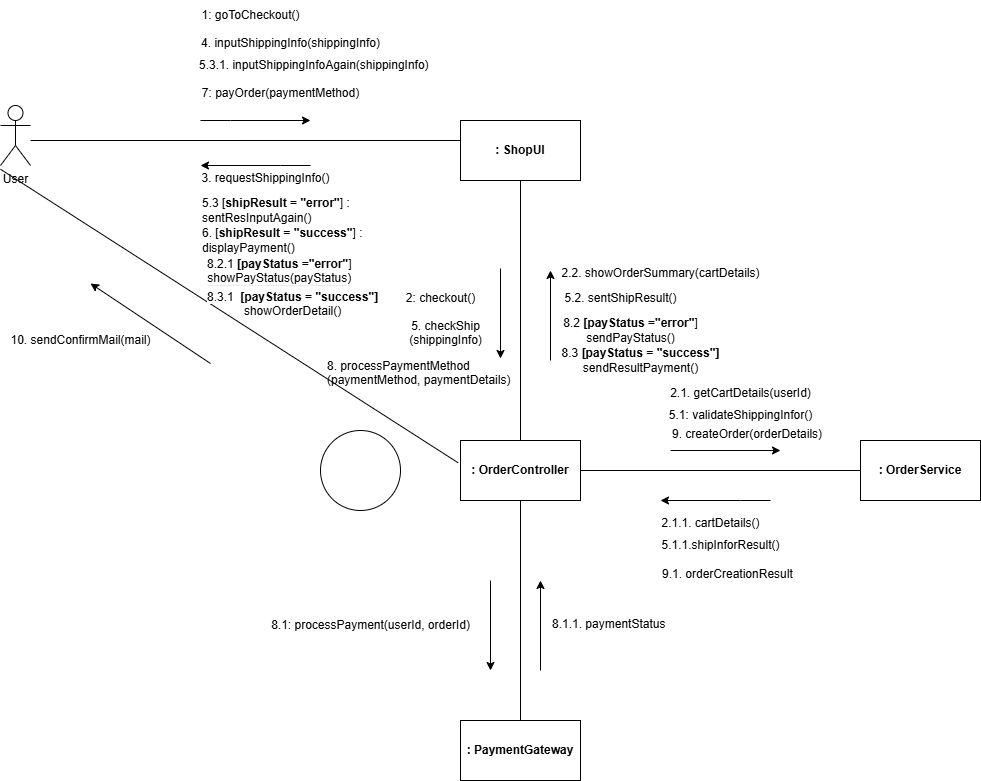 1: goToCheckout()
4. inputShippingInfo(shippingInfo)
5.3.1. inputShippingInfoAgain(shippingInfo)
7: payOrder(paymentMethod)
: ShopUI
User
3. requestShippingInfo()
5.3 [shipResult = "error"] :
sentResInputAgain()
6. [shipResult = "success"] :
displayPayment()
8.2.1 [payStatus ="error"]
showPayStatus(payStatus)
8.3.1 [payStatus = "success"]
showOrderDetail()
10. sendConfirmMail(mail)
2: checkout()
5. checkShip
(shippingInfo)
8. processPaymentMethod
(paymentMethod, paymentDetails)
2.2. showOrderSummary(cartDetails)
5.2. sentShipResult()
8.2 [payStatus ="error"]
sendPayStatus()
8.3 [payStatus = "success"]
sendResultPayment()
2.1. getCartDetails(userId)
5.1: validateShippingInfor()
9. createOrder(orderDetails)
: OrderController
: OrderService
2.1.1. cartDetails()
5.1.1.shipInforResult()
9.1. orderCreationResult
8.1: processPayment(userId, orderId)
8.1.1. paymentStatus
: PaymentGateway